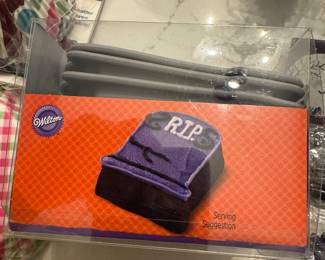 Wilton
R.I.P.
Serving
Suggestion